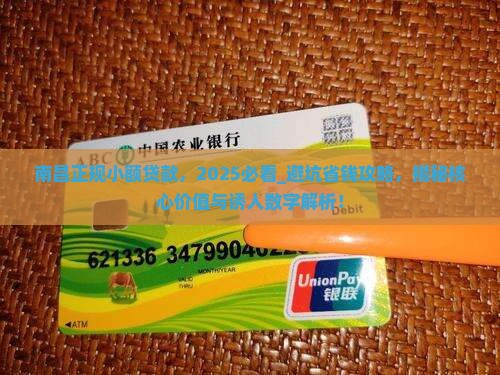 ABC 中国农业银行
南昌正规小额贷款，2025必看_避坑省钱攻略，揭秘核
心价值与诱人数字解析！
Debit
621336 347990
MONTH/YEAR
VALID
THRU
UnionPay
银联
ATM